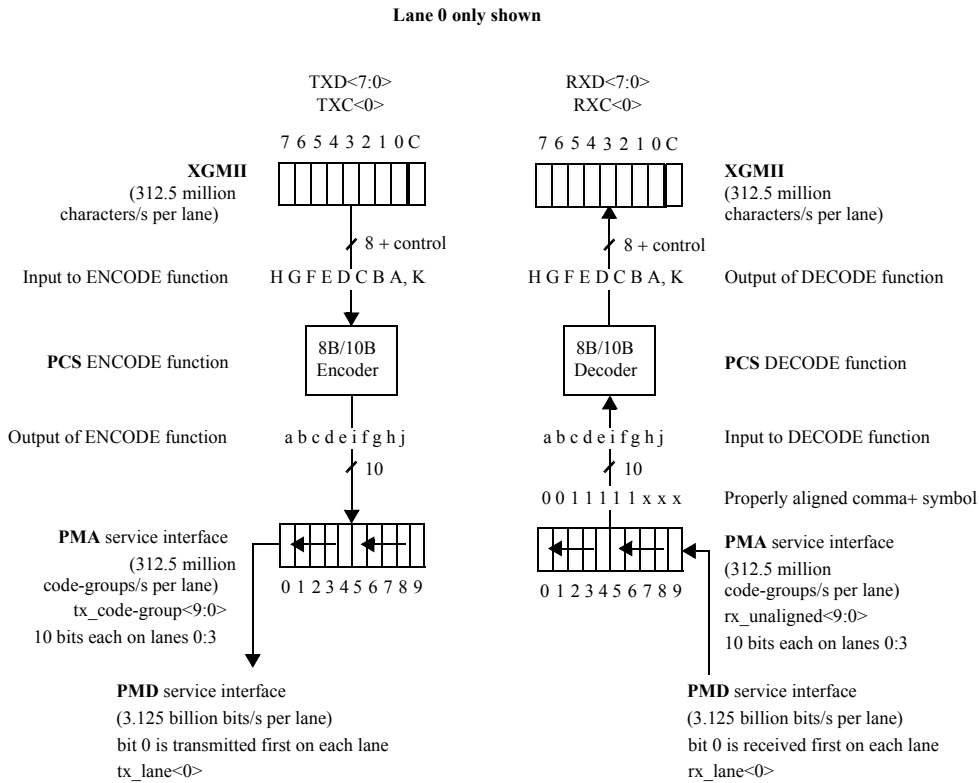 Lane 0 only shown
TXD<7:0>
TXC<0>
7 6 5 4 3 2 1 0 C
XGMII
(312.5 million
characters/s per lane)
8 + control
Input to ENCODE function
H G F E D C B A, K
PCS ENCODE function
8B/10B
Encoder
Output of ENCODE function
a b c d e i f g h j
10
PMA service interface
(312.5 million
code-groups/s per lane)
tx_code-group<9:0>
10 bits each on lanes 0:3
0 1 2 3 4 5 6 7 8 9
PMD service interface
(3.125 billion bits/s per lane)
bit 0 is transmitted first on each lane
tx_lane<0>
RXD<7:0>
RXC<0>
7 6 5 4 3 2 1 0 C
XGMII
(312.5 million
characters/s per lane)
8 + control
H G F E D C B A, K
Output of DECODE function
8B/10B
Decoder
PCS DECODE function
a b c d e i f g h j
Input to DECODE function
10
0 0 1 1 1 1 1 x x x
Properly aligned comma+ symbol
PMA service interface
(312.5 million
code-groups/s per lane)
rx_unaligned<9:0>
10 bits each on lanes 0:3
0 1 2 3 4 5 6 7 8 9
PMD service interface
(3.125 billion bits/s per lane)
bit 0 is received first on each lane
rx_lane<0>